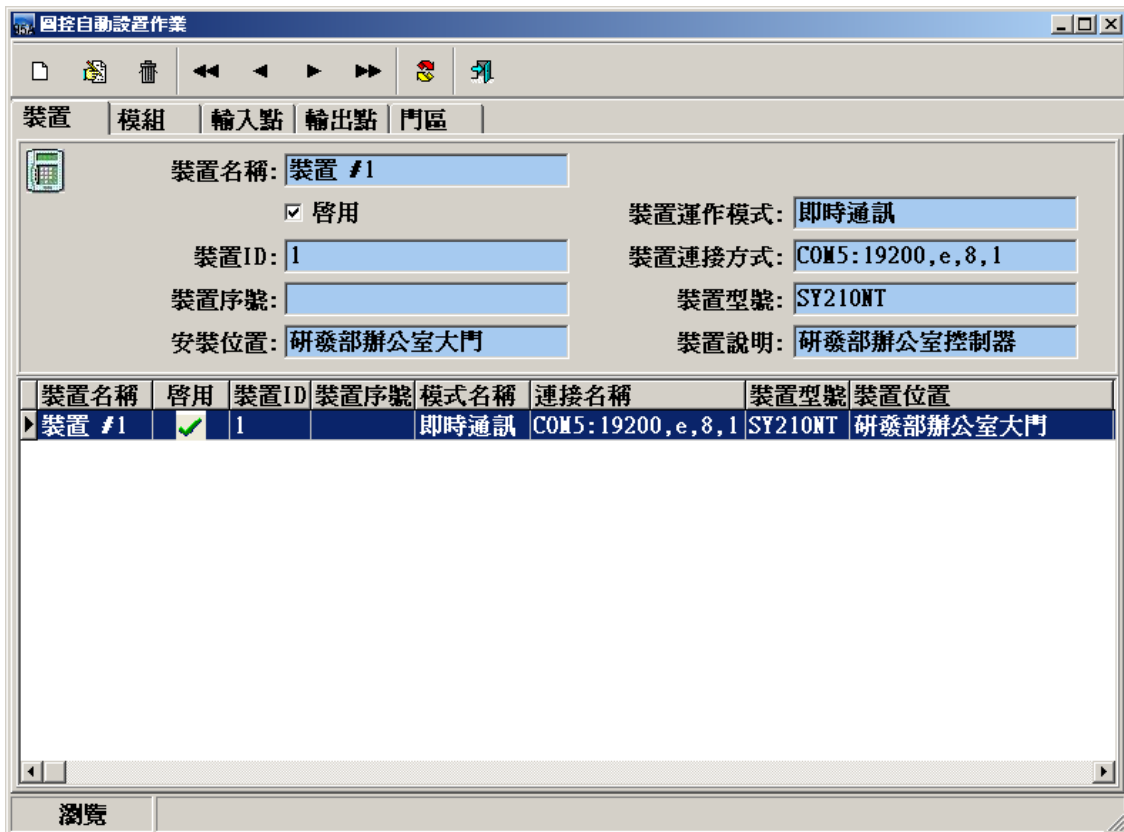 圖控自動設置作業
裝置 模組 輸入點 輸出點 門區
裝置名稱: 裝置 #1
啓用 裝置運作模式: 即時通訊
裝置ID: 1 裝置連接方式: COM5:19200,e,8,1
裝置序號: 裝置型號: SY210NT
安裝位置: 研發部辦公室大門 裝置說明: 研發部辦公室控制器
裝置名稱 啓用 裝置ID 裝置序號 模式名稱 連接名稱 裝置型號 裝置位置
裝置 #1 1 即時通訊 COM5:19200,e,8,1 SY210NT 研發部辦公室大門
瀏覽